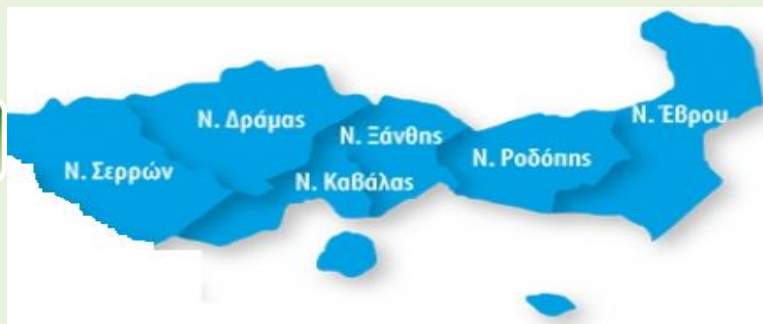 Ν. Έβρου
Ν. Δράμας
Ν. Ξάνθης
Ν. Ροδόπης
Ν. Σερρών
Ν. Καβάλας